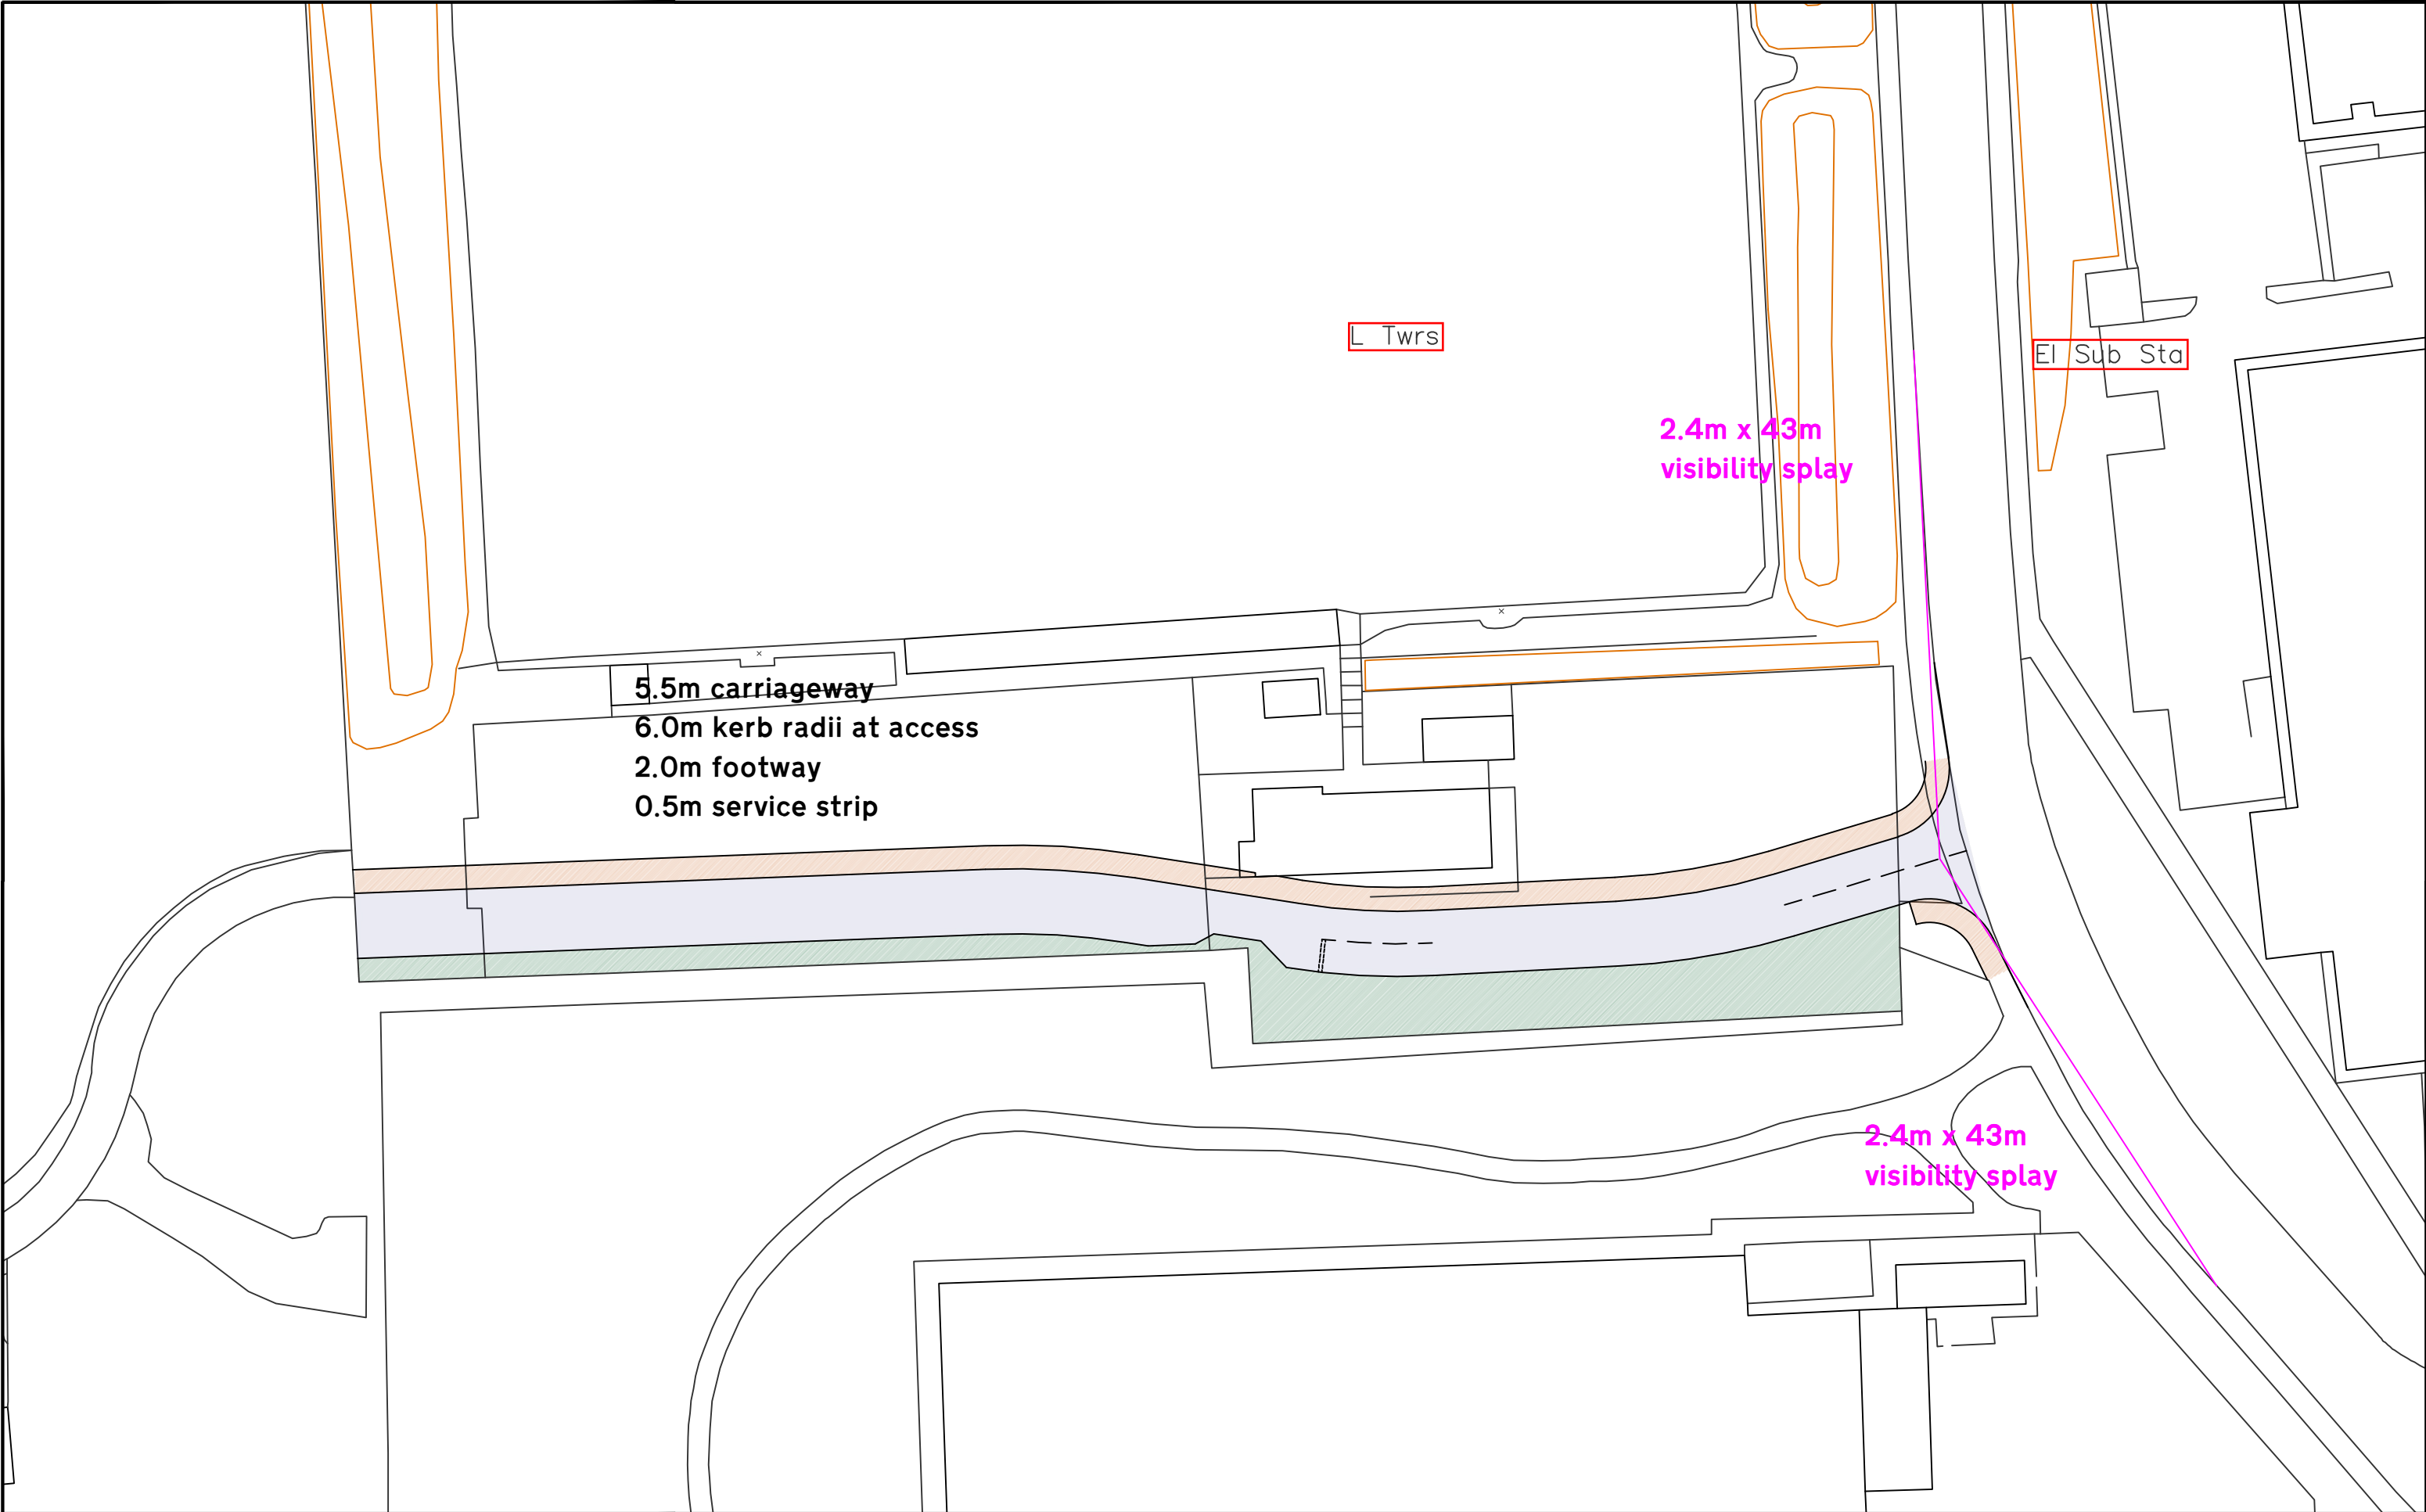 L Twrs
El Sub Sta
2.4m x 43m
visibility splay
5.5m carriageway
6.0m kerb radii at access
2.0m footway
0.5m service strip
2.4m x 43m
visibility splay